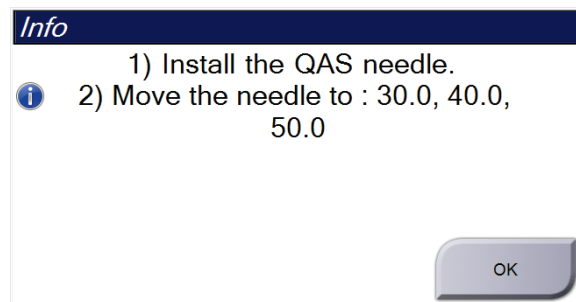 Info
1) Install the QAS needle.
2) Move the needle to : 30.0, 40.0,
50.0
OK